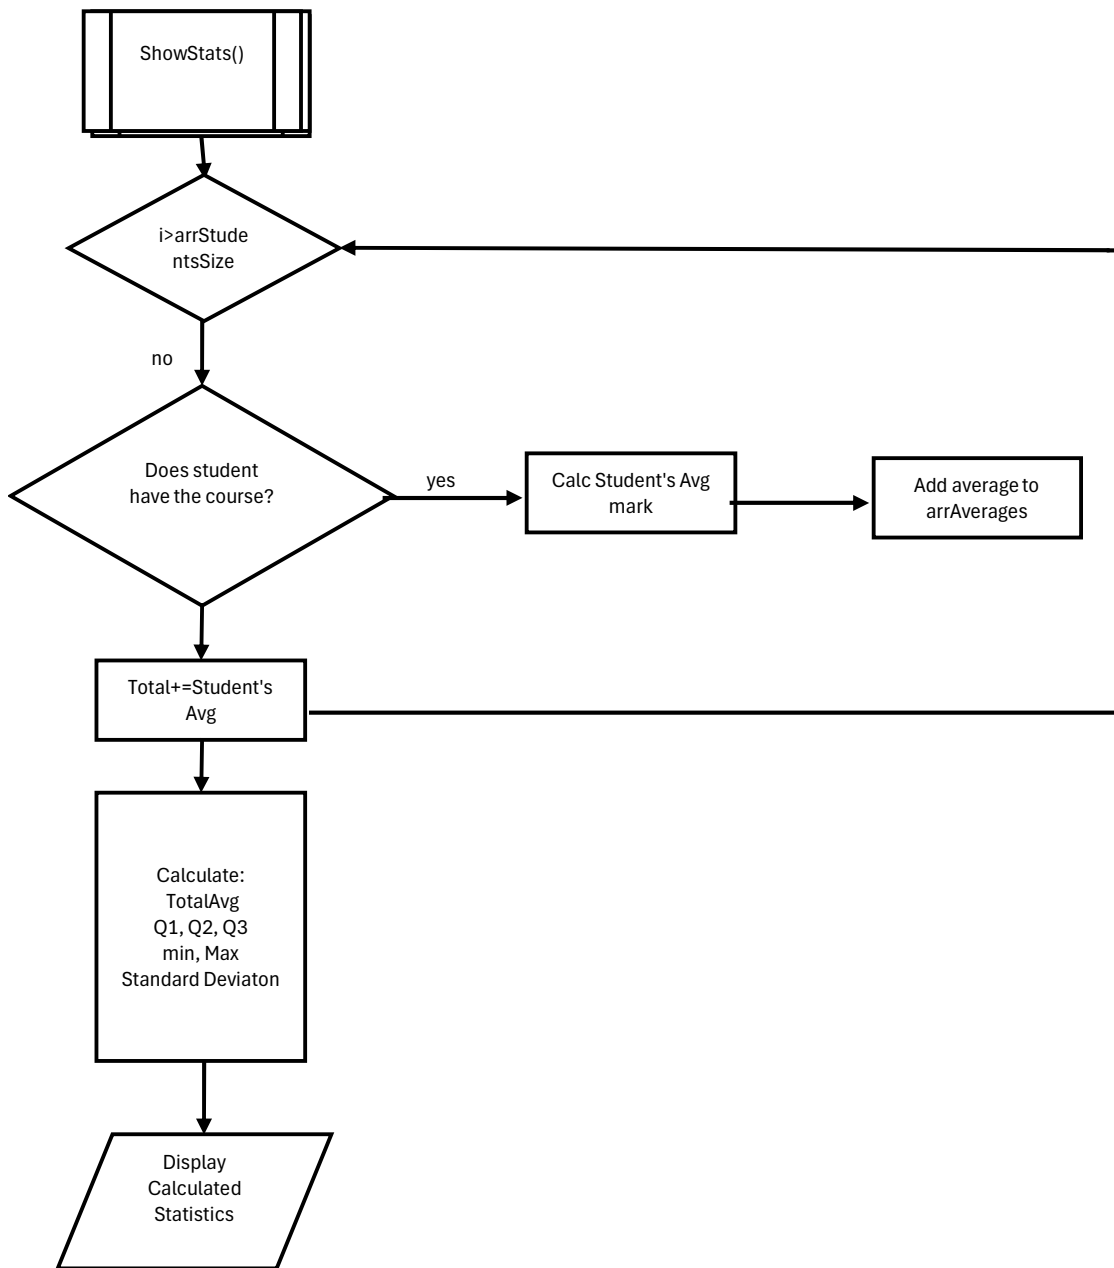 ShowStats()
i>arrStude
ntsSize
no
Does student
have the course?
yes
Calc Student's Avg
mark
Add average to
arrAverages
Total+=Student's
Avg
Calculate:
TotalAvg
Q1, Q2, Q3
min, Max
Standard Deviaton
Display
Calculated
Statistics